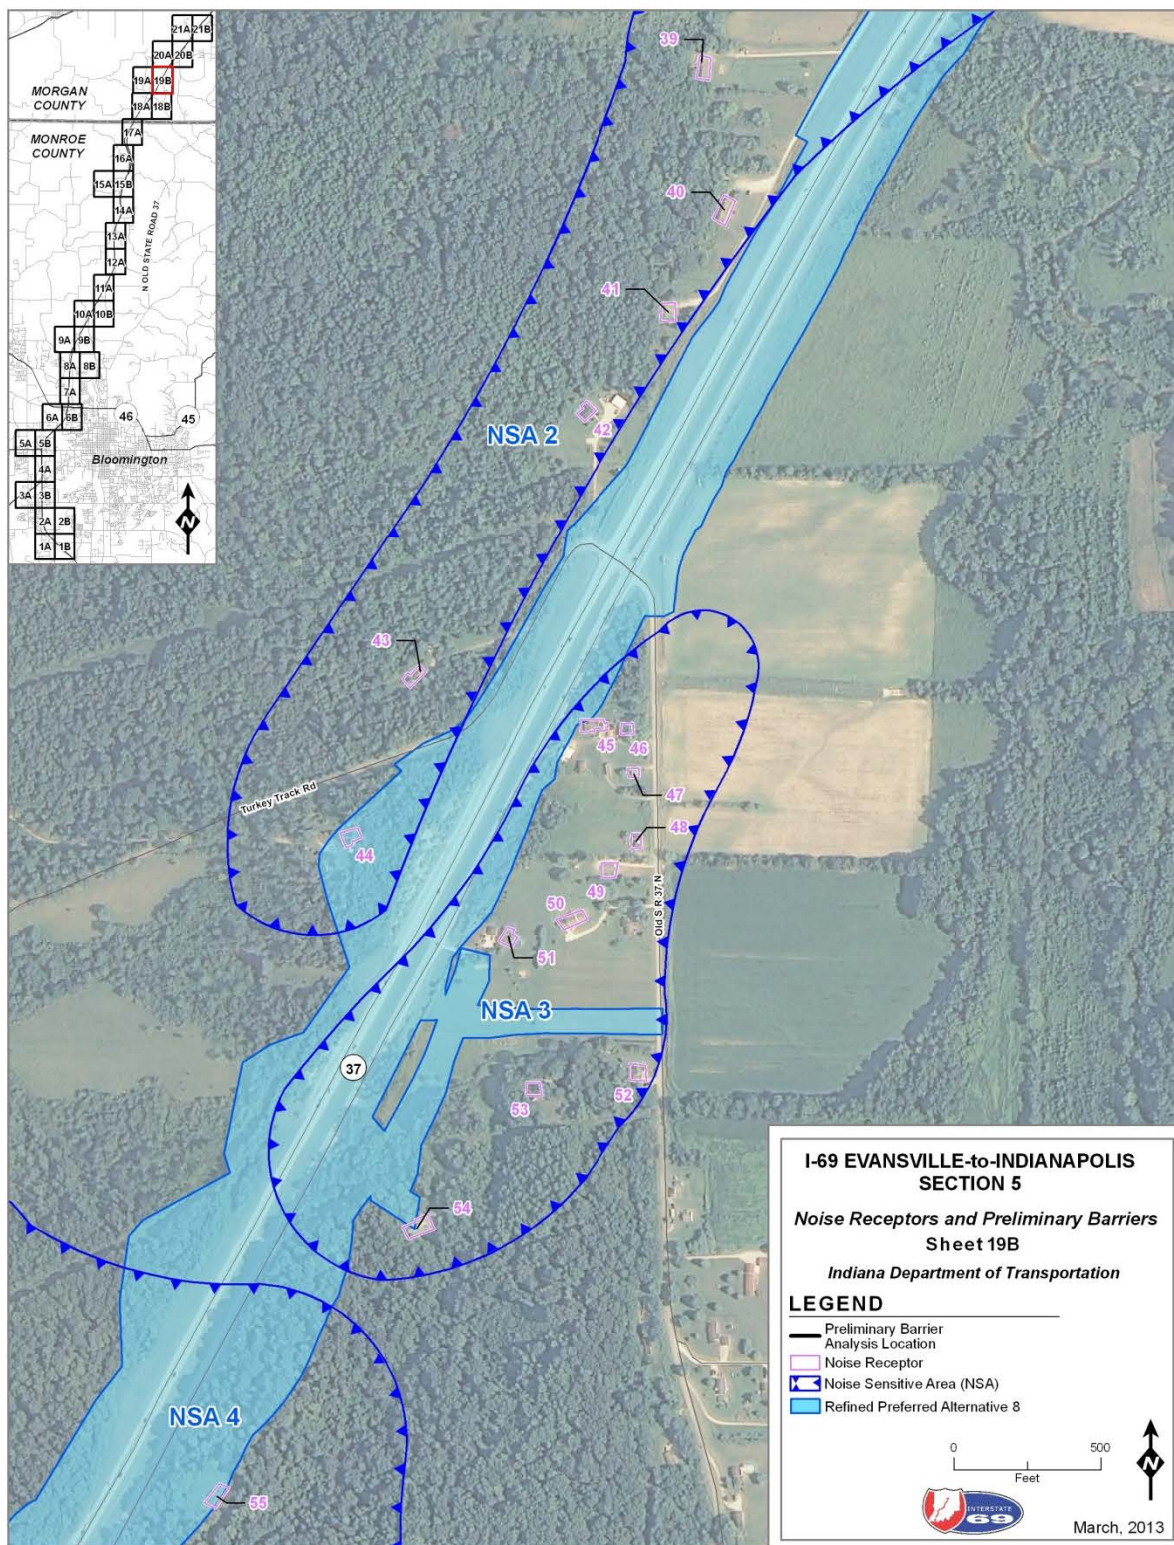 21A 21B
20A 20B
19A 19B
18A 18B
17A
16A
15A 15B
14A
13A
12A
11A
10A 10B
9A 9B
8A 8B
7A
6A 6B
5A 5B
4A
3A 3B
2A 2B
1A 1B
MORGAN
COUNTY
MONROE
COUNTY
N OLD STATE ROAD 37
46
45
Bloomington
N
39
40
41
42
NSA 2
43
Turkey Track Rd
44
45
46
47
48
49
50
51
Old S R 37 N
NSA 3
37
52
53
54
NSA 4
55
I-69 EVANSVILLE-to-INDIANAPOLIS
SECTION 5
Noise Receptors and Preliminary Barriers
Sheet 19B
Indiana Department of Transportation
LEGEND
Preliminary Barrier
Analysis Location
Noise Receptor
Noise Sensitive Area (NSA)
Refined Preferred Alternative 8
0 500
Feet
N
INTERSTATE
69
March, 2013